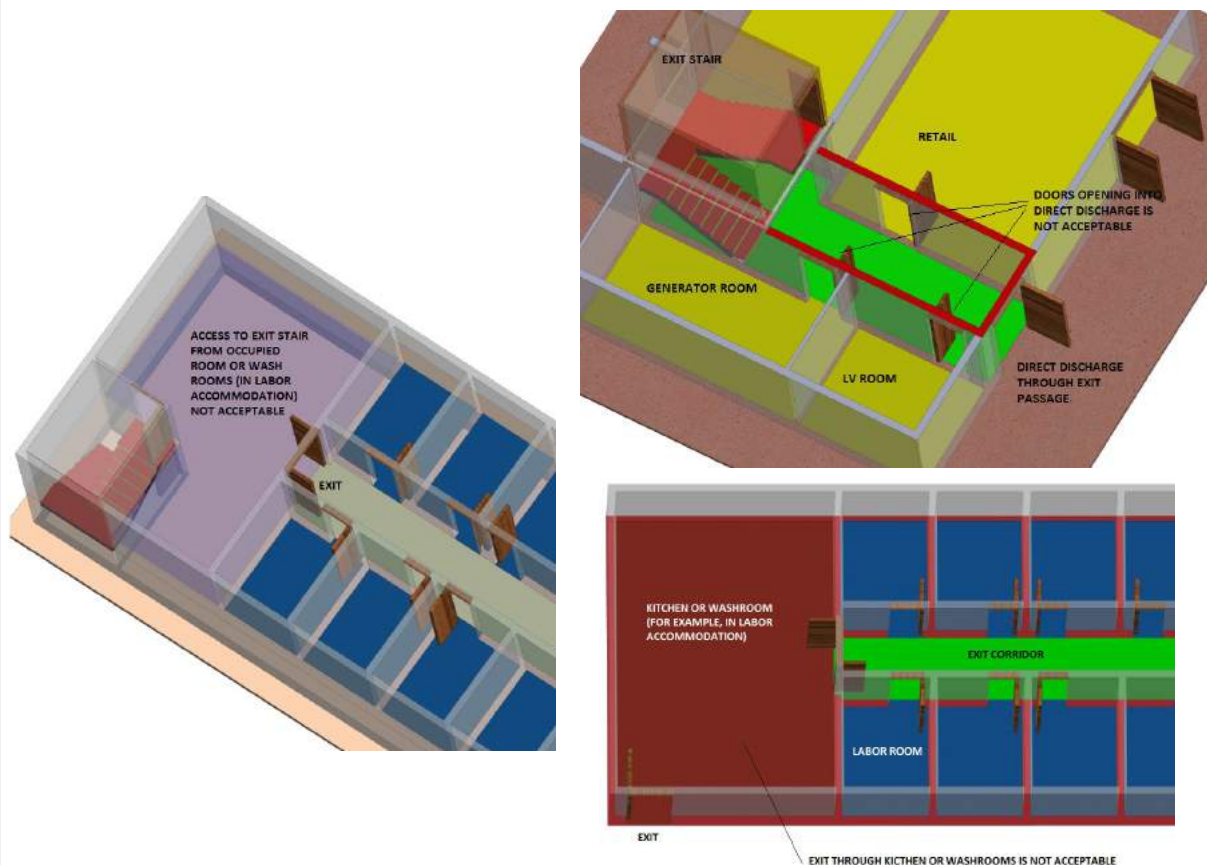 EXIT STAIR
RETAIL
DOORS OPENING INTO
DIRECT DISCHARGE IS
NOT ACCEPTABLE
GENERATOR ROOM
LV ROOM
DIRECT DISCHARGE
THROUGH EXIT
PASSAGE
ACCESS TO EXIT STAIR
FROM OCCUPIED
ROOM OR WASH
ROOMS (IN LABOR
ACCOMMODATION)
NOT ACCEPTABLE
EXIT
KITCHEN OR WASHROOM
(FOR EXAMPLE, IN LABOR
ACCOMMODATION)
EXIT CORRIDOR
LABOR ROOM
EXIT
EXIT THROUGH KICTHEN OR WASHROOMS IS NOT ACCEPTABLE